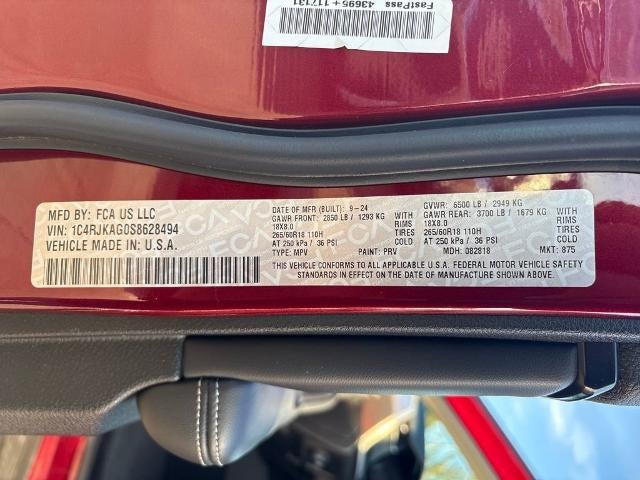 FastPass 43695+117131
MFD BY: FCA US LLC
VIN: 1C4RJKAG0S8628494
VEHICLE MADE IN U.S.A.
DATE OF MFR (BUILT): 9-24 GVWR: 6500 LB / 2949 KG
GAWR FRONT: 2850 LB / 1293 KG WITH GAWR REAR: 3700 LB / 1679 KG WITH
18X8.0 RIMS 18X8.0 RIMS
265/60R18 110H TIRES 265/60R18 110H TIRES
AT 250 kPa / 36 PSI COLD AT 250 kPa / 36 PSI COLD
TYPE: MPV PAINT: PRV MDH: 082818 MKT: 875
THIS VEHICLE CONFORMS TO ALL APPLICABLE U.S.A. FEDERAL MOTOR VEHICLE SAFETY
STANDARDS IN EFFECT ON THE DATE OF MANUFACTURE SHOWN ABOVE.